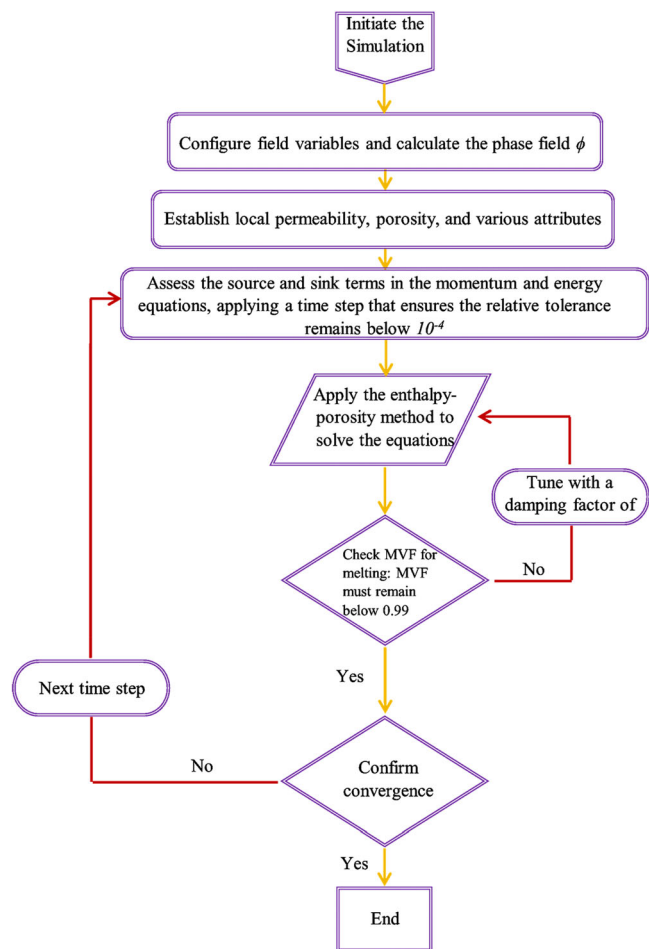 Initiate the
Simulation
Configure field variables and calculate the phase field ϕ
Establish local permeability, porosity, and various attributes
Assess the source and sink terms in the momentum and energy
equations, applying a time step that ensures the relative tolerance
remains below 10⁻⁴
Apply the enthalpy-
porosity method to
solve the equations
Tune with a
damping factor of
Check MVF for
melting: MVF
must remain
below 0.99
No
Yes
Next time step
No
Confirm
convergence
Yes
End